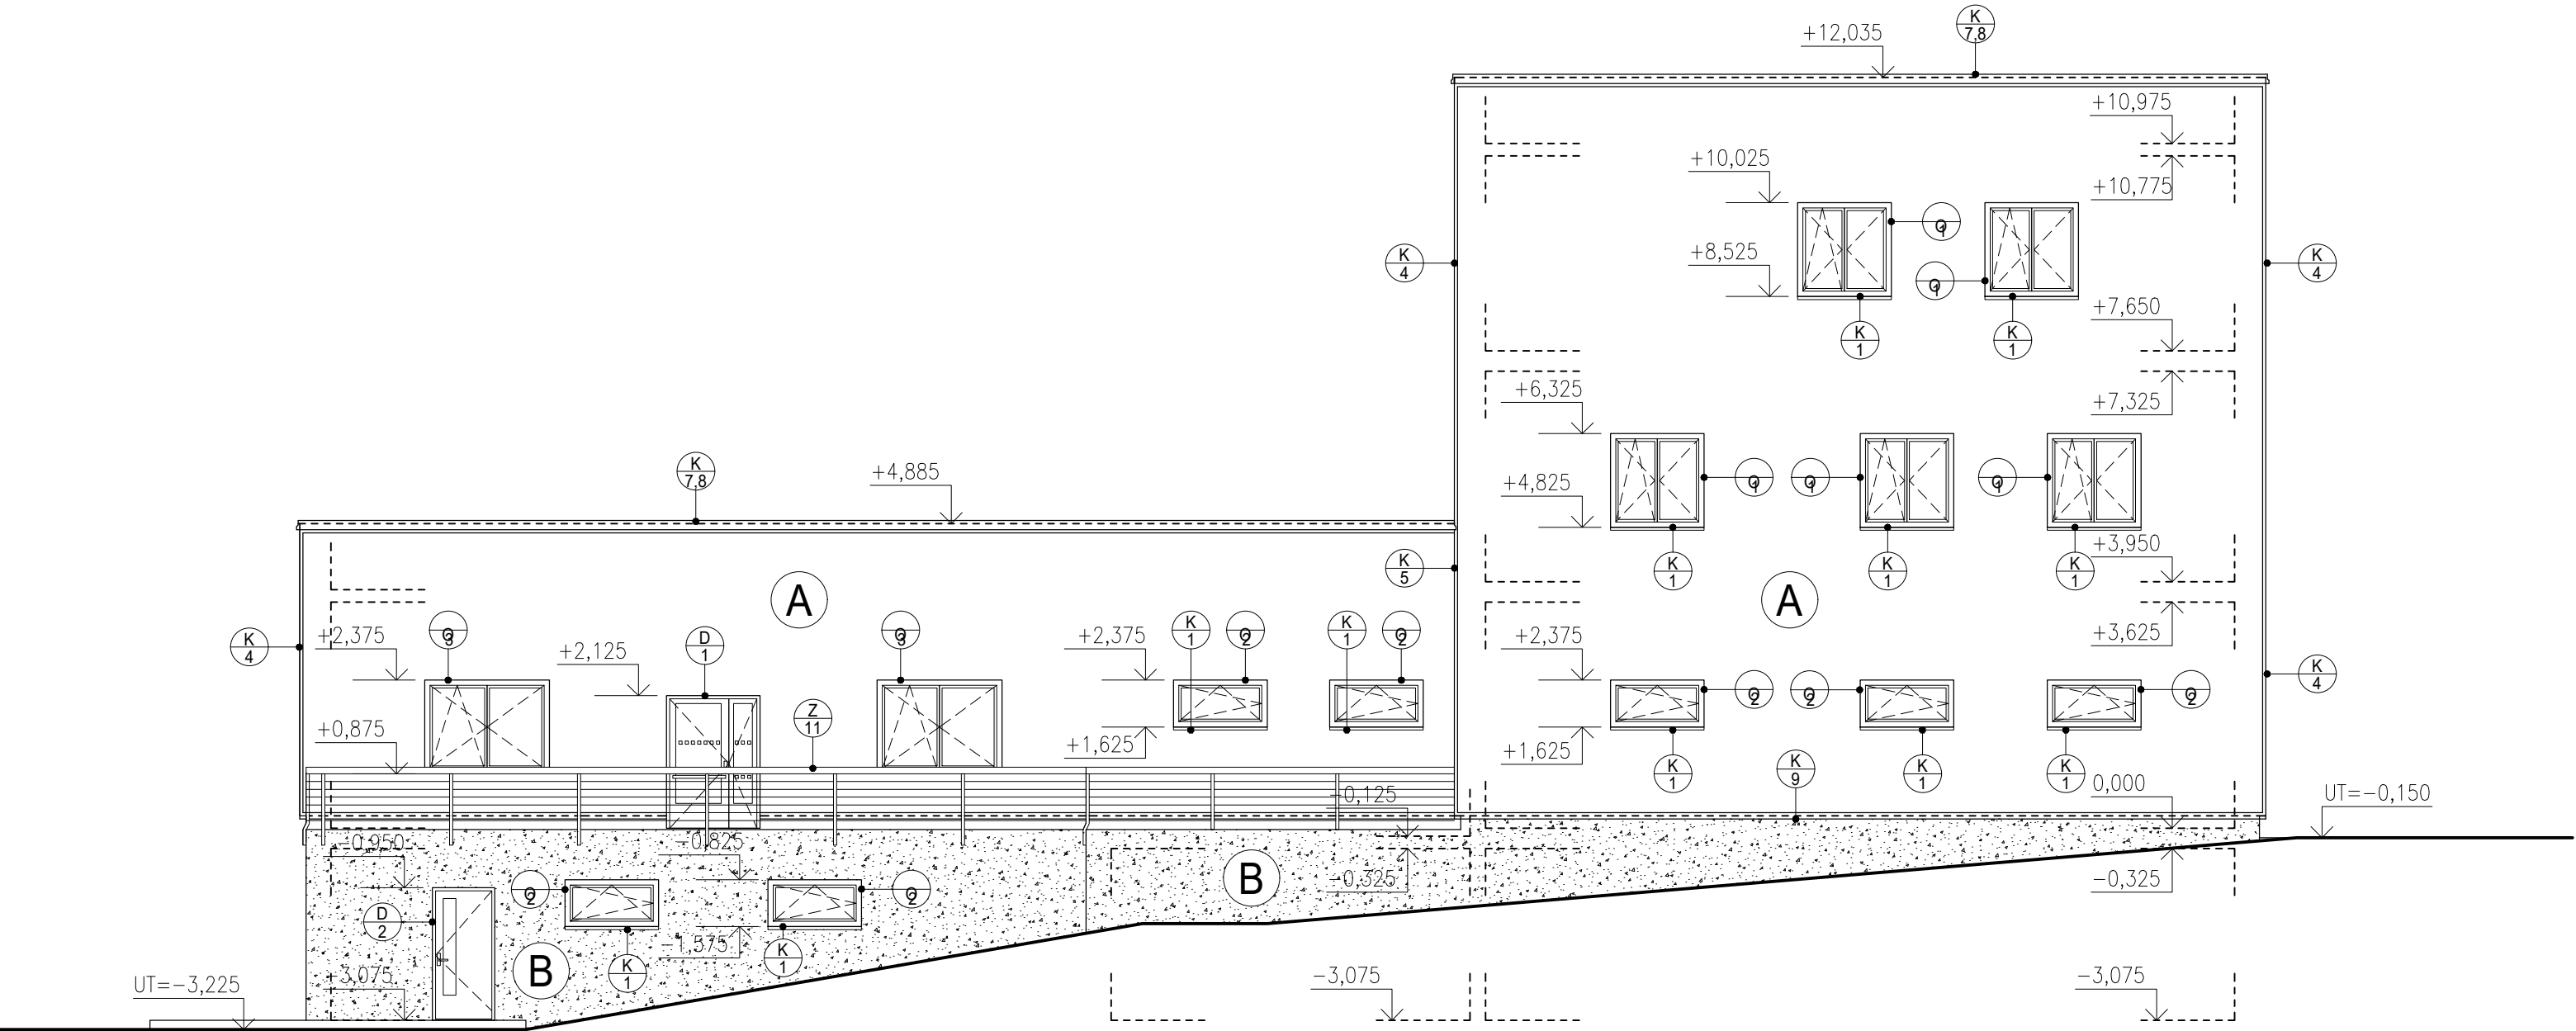 K
7,8
+12,035
+10,975
+10,025
+10,775
O
1
K
4
+8,525
K
4
O
1
+7,650
K
1
K
1
+6,325
+7,325
K
7,8
+4,885
+4,825
O
1
O
1
O
1
+3,950
K
5
K
1
K
1
K
1
A
A
K
4
+2,375
O
3
+2,125
D
1
O
3
+2,375
K
1
O
2
K
1
O
2
+2,375
+3,625
K
4
O
2
O
2
O
2
+0,875
Z
11
+1,625
+1,625
K
1
K
9
K
1
K
1
0,000
-0,125
UT=-0,150
-0,950
-0,825
B
-0,325
-0,325
O
2
O
2
D
2
-1,575
K
1
K
1
B
UT=-3,225
+3,075
-3,075
-3,075